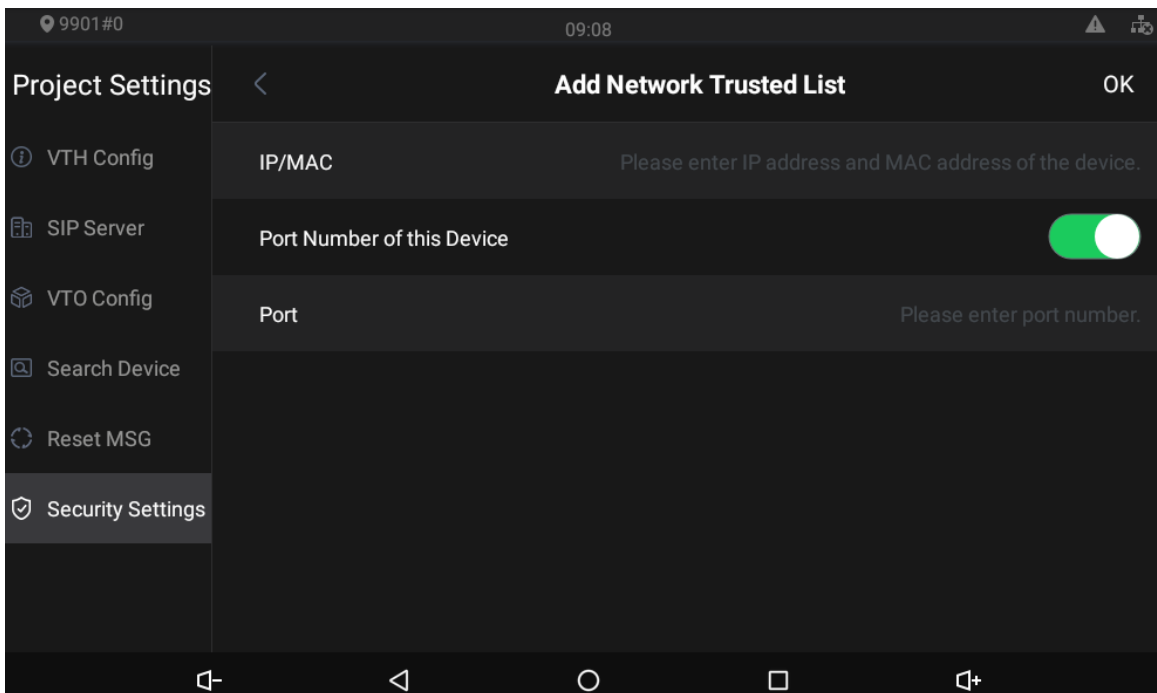 9901#0
09:08
Project Settings
Add Network Trusted List
OK
VTH Config
IP/MAC
Please enter IP address and MAC address of the device.
SIP Server
Port Number of this Device
VTO Config
Port
Please enter port number.
Search Device
Reset MSG
Security Settings